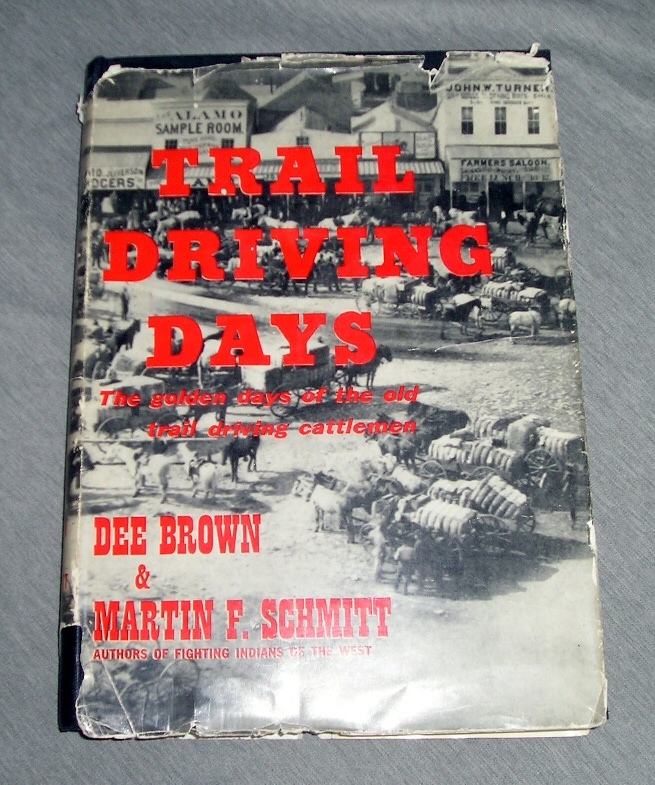 ALAMO
SAMPLE ROOM.
JOHN W. TURNER
FARMERS SALOON.
TRAIL
DRIVING
DAYS
The golden days of the old
trail driving cattlemen
DEE BROWN
&
MARTIN F. SCHMITT
AUTHORS OF FIGHTING INDIANS OF THE WEST